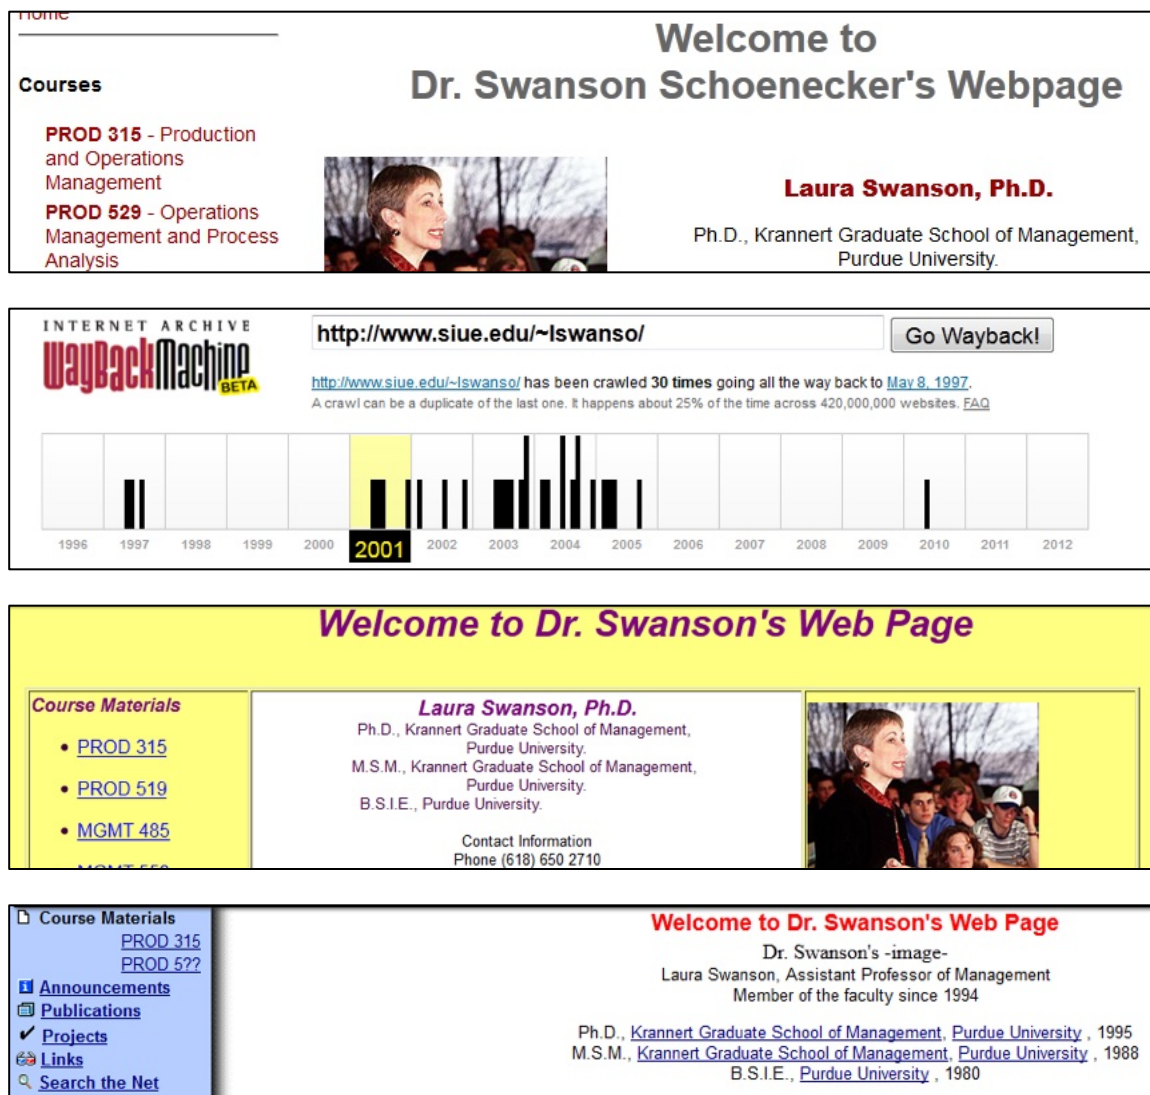 Home
Courses
PROD 315 - Production
and Operations
Management
PROD 529 - Operations
Management and Process
Analysis
Welcome to
Dr. Swanson Schoenecker's Webpage
Laura Swanson, Ph.D.
Ph.D., Krannert Graduate School of Management,
Purdue University.
INTERNET ARCHIVE
WayBackMachine
BETA
http://www.siue.edu/~lswanso/
Go Wayback!
http://www.siue.edu/~lswanso/ has been crawled 30 times going all the way back to May 8, 1997.
A crawl can be a duplicate of the last one. It happens about 25% of the time across 420,000,000 websites. FAQ
1996 1997 1998 1999 2000 2001 2002 2003 2004 2005 2006 2007 2008 2009 2010 2011 2012
Welcome to Dr. Swanson's Web Page
Course Materials
• PROD 315
• PROD 519
• MGMT 485
Laura Swanson, Ph.D.
Ph.D., Krannert Graduate School of Management,
Purdue University.
M.S.M., Krannert Graduate School of Management,
Purdue University.
B.S.I.E., Purdue University.
Contact Information
Phone (618) 650 2710
Course Materials
PROD 315
PROD 5??
Announcements
Publications
Projects
Links
Search the Net
Welcome to Dr. Swanson's Web Page
Dr. Swanson's -image-
Laura Swanson, Assistant Professor of Management
Member of the faculty since 1994
Ph.D., Krannert Graduate School of Management, Purdue University , 1995
M.S.M., Krannert Graduate School of Management, Purdue University , 1988
B.S.I.E., Purdue University , 1980